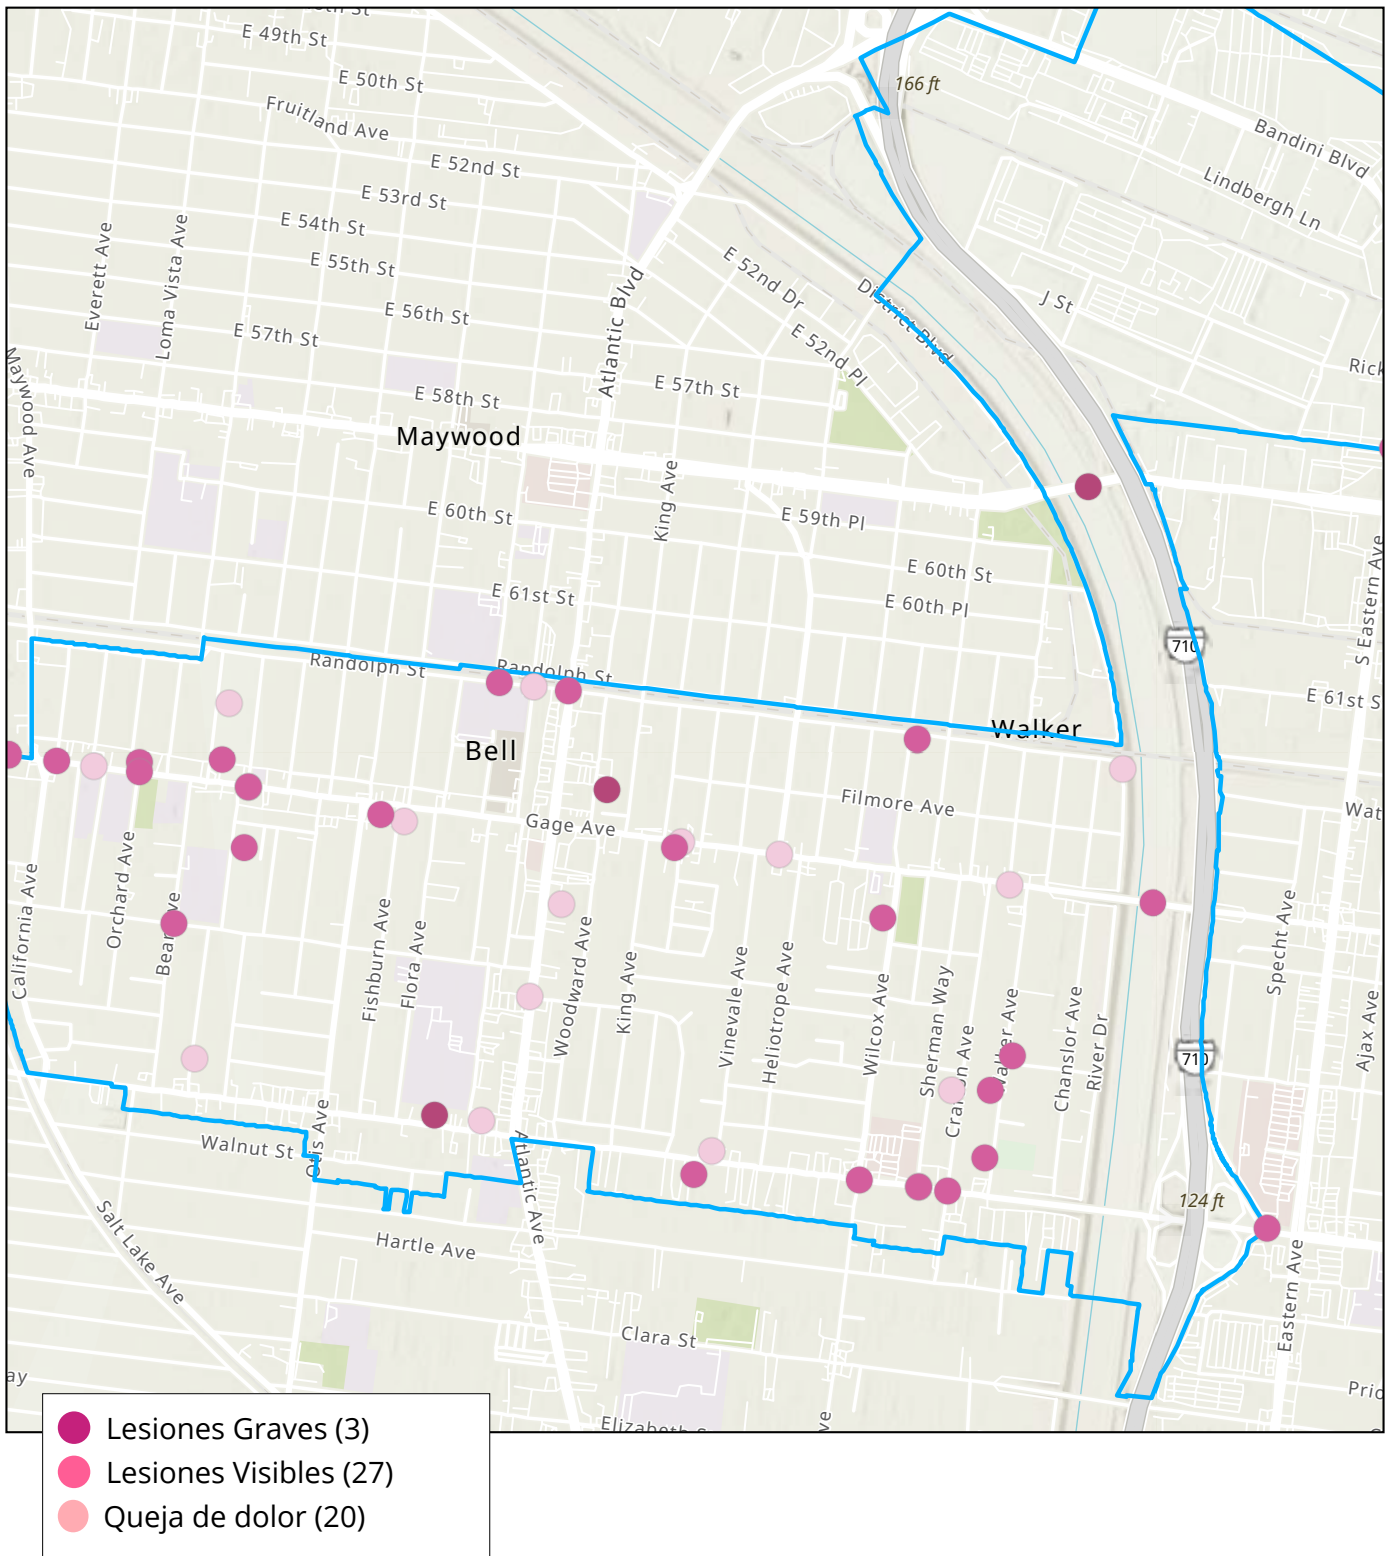 E 49th St
E 50th St
Fruitland Ave
E 52nd St
E 53rd St
E 54th St
E 55th St
E 56th St
E 57th St
E 58th St
Everett Ave
Loma Vista Ave
Maywood Ave
Atlantic Blvd
166 ft
Bandini Blvd
Lindbergh Ln
J St
E 52nd Dr
E 52nd Pl
District Blvd
E 57th St
Maywood
King Ave
E 59th Pl
E 60th St
E 60th St
E 60th Pl
E 61st St
S Eastern Ave
710
E 61st S
Randolph St
Randolph St
Walker
Bell
Filmore Ave
Gage Ave
California Ave
Orchard Ave
Fishburn Ave
Flora Ave
Woodward Ave
King Ave
Vinevale Ave
Heliotrope Ave
Wilcox Ave
Sherman Way
Chanslor Ave
River Dr
Specht Ave
Ajax Ave
710
Walnut St
Otis Ave
Atlantic Ave
124 ft
Salt Lake Ave
Hartle Ave
Clara St
Eastern Ave
Lesiones Graves (3)
Lesiones Visibles (27)
Queja de dolor (20)